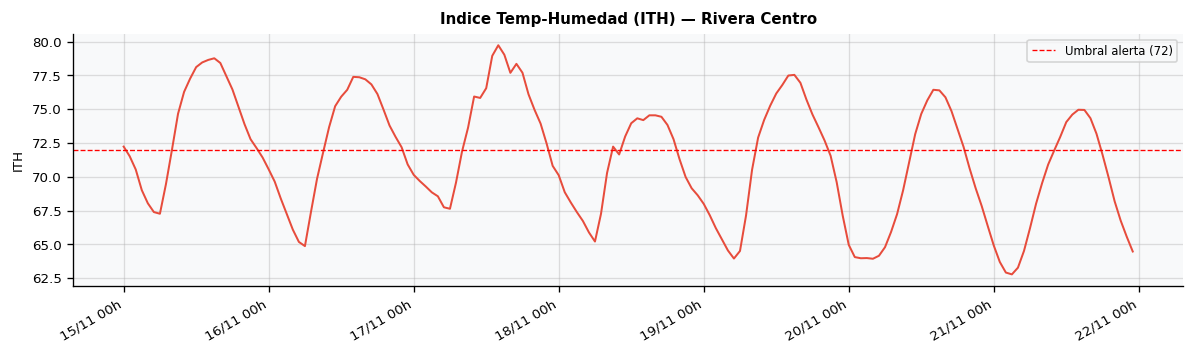 Indice Temp-Humedad (ITH) — Rivera Centro
Umbral alerta (72)
ITH
80.0
77.5
75.0
72.5
70.0
67.5
65.0
62.5
15/11 00h
16/11 00h
17/11 00h
18/11 00h
19/11 00h
20/11 00h
21/11 00h
22/11 00h